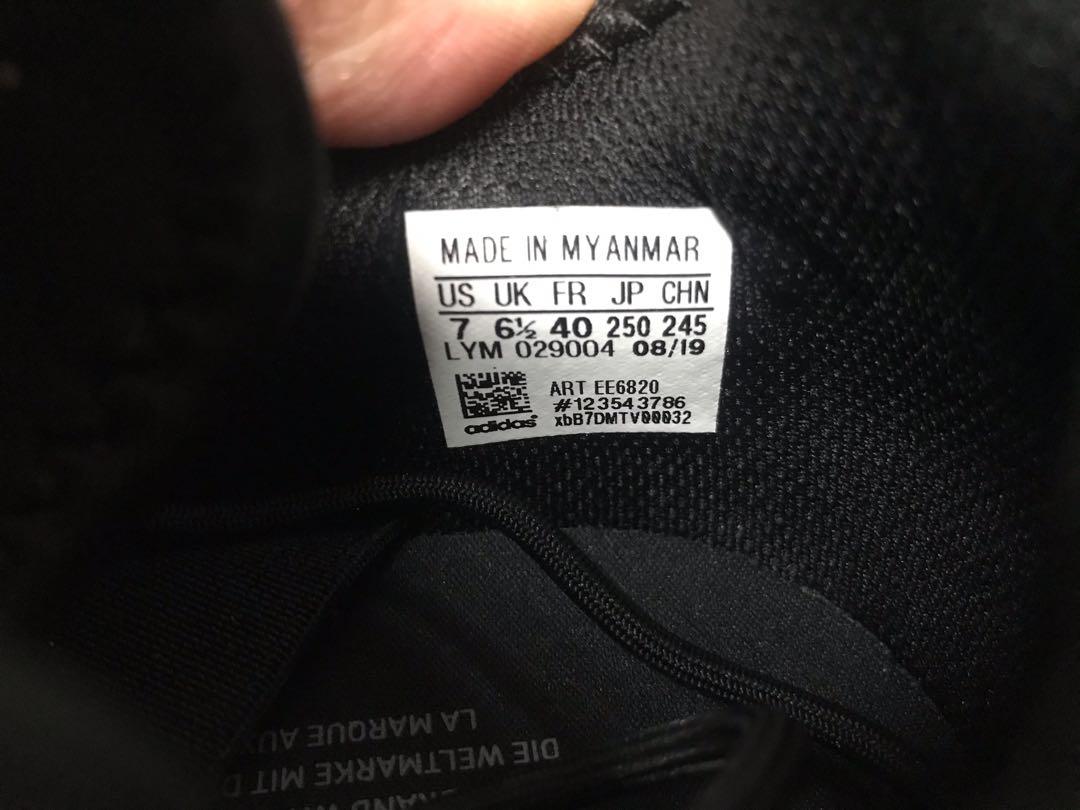 MADE IN MYANMAR
US UK FR JP CHN
7 6½ 40 250 245
LYM 029004 08/19
ART EE6820
#123543786
adidas xbB7DMTV00032
LA MARQUE AUX
DIE WELTMARKE MIT D